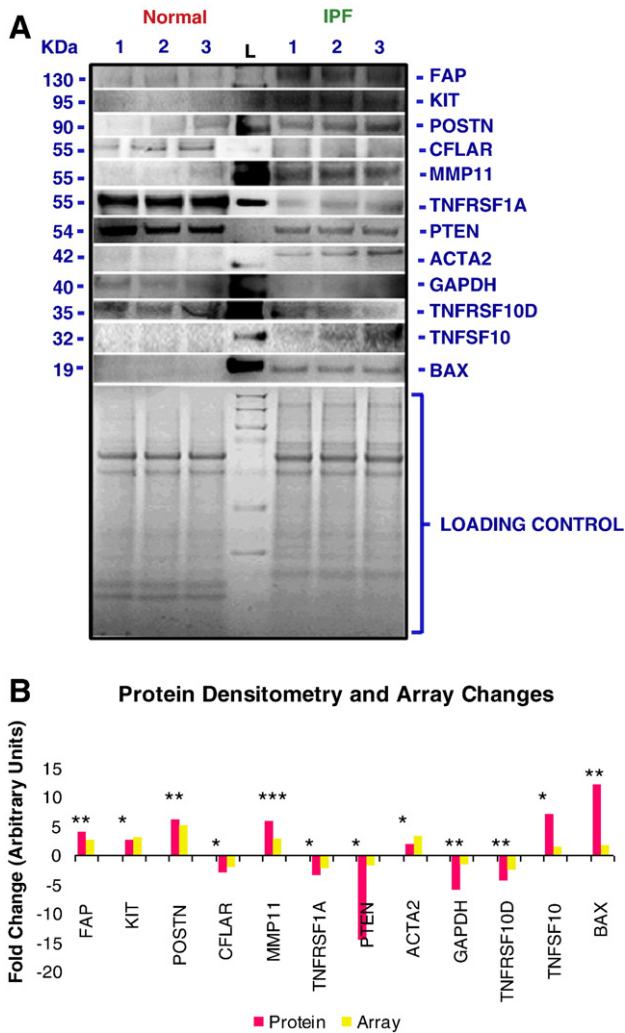 A
Normal
IPF
KDa 1 2 3 L 1 2 3
130 FAP
95 KIT
90 POSTN
55 CFLAR
55 MMP11
55 TNFRSF1A
54 PTEN
42 ACTA2
40 GAPDH
35 TNFRSF10D
32 TNFSF10
19 BAX
LOADING CONTROL
B
Protein Densitometry and Array Changes
Fold Change (Arbitrary Units)
15
10
5
0
-5
-10
-15
-20
** * ** * *** * * * ** ** * **
FAP
KIT
POSTN
CFLAR
MMP11
TNFRSF1A
PTEN
ACTA2
GAPDH
TNFRSF10D
TNFSF10
BAX
Protein Array